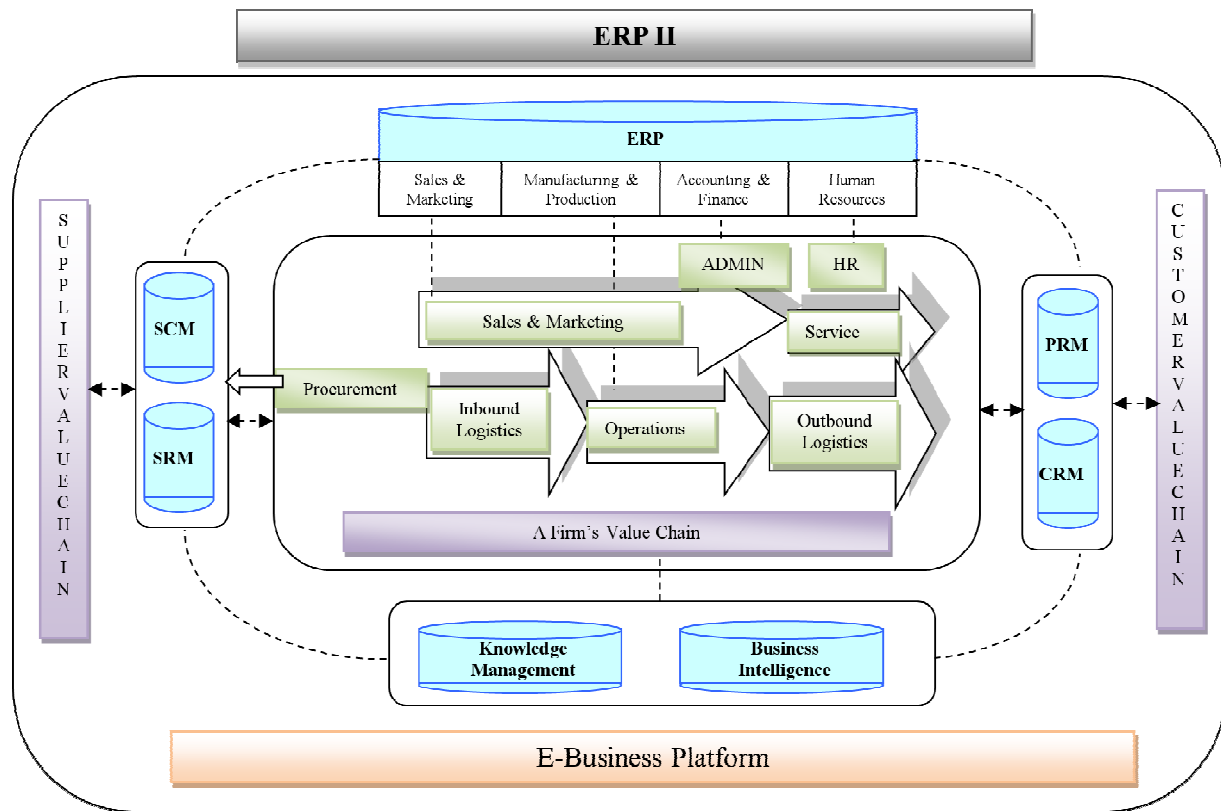 ERP II
ERP
Sales &
Marketing
Manufacturing &
Production
Accounting &
Finance
Human
Resources
SUPPLIERVALUECHAIN
CUSTOMERVALUECHAIN
ADMIN
HR
SCM
SRM
Sales & Marketing
Service
PRM
CRM
Procurement
Inbound
Logistics
Operations
Outbound
Logistics
A Firm's Value Chain
Knowledge
Management
Business
Intelligence
E-Business Platform